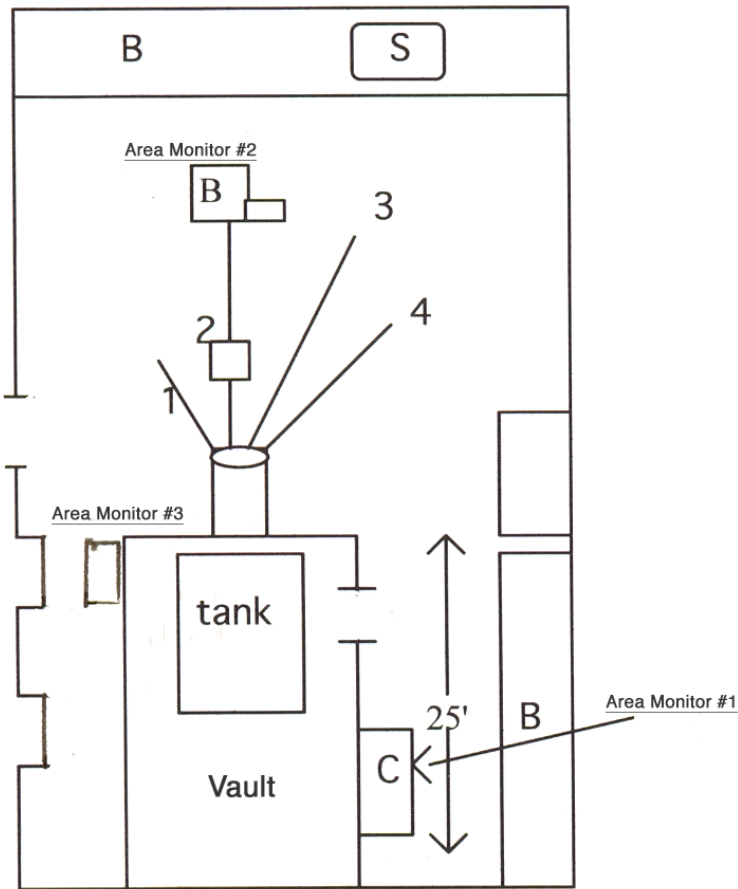 B
S
Area Monitor #2
B
3
4
2
1
Area Monitor #3
tank
25'
B
Area Monitor #1
C
Vault